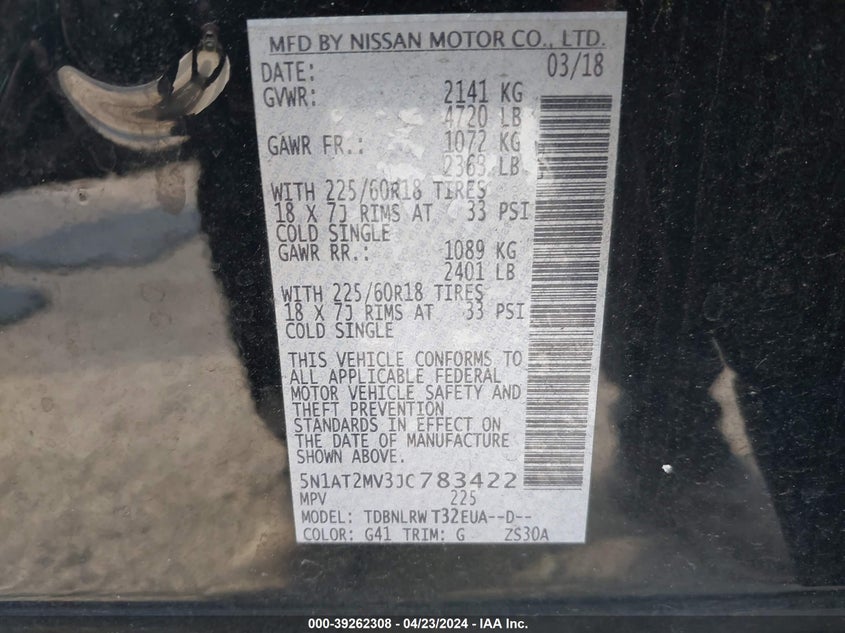 MFD BY NISSAN MOTOR CO., LTD.
DATE: 03/18
GVWR: 2141 KG
4720 LB
GAWR FR.: 1072 KG
2363 LB
WITH 225/60R18 TIRES
18 X 7J RIMS AT 33 PSI
COLD SINGLE
GAWR RR.: 1089 KG
2401 LB
WITH 225/60R18 TIRES
18 X 7J RIMS AT 33 PSI
COLD SINGLE
THIS VEHICLE CONFORMS TO
ALL APPLICABLE FEDERAL
MOTOR VEHICLE SAFETY AND
THEFT PREVENTION
STANDARDS IN EFFECT ON
THE DATE OF MANUFACTURE
SHOWN ABOVE.
5N1AT2MV3JC783422
MPV 225
MODEL: TDBNLRW T32EUA--D--
COLOR: G41 TRIM: G ZS30A
000-39262308 - 04/23/2024 - IAA Inc.